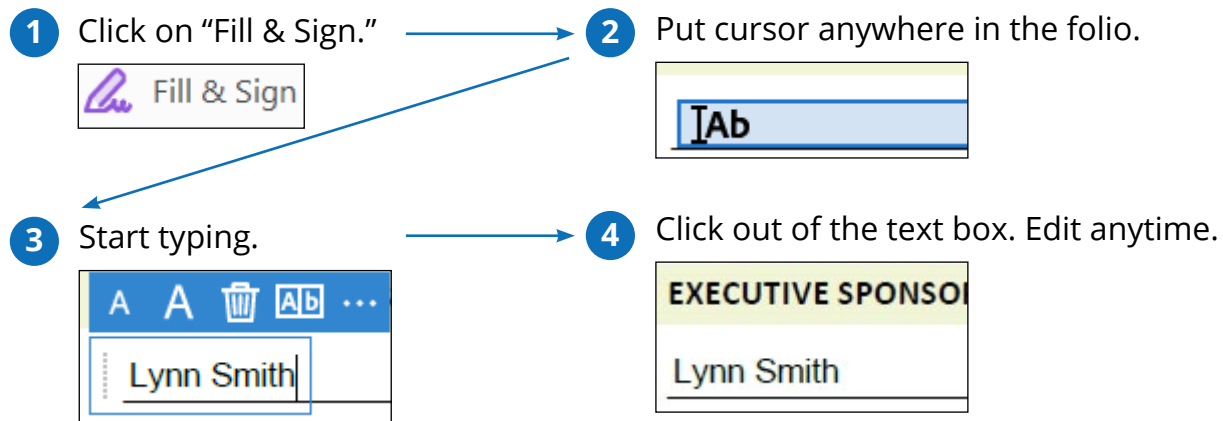 1 Click on “Fill & Sign.”
Fill & Sign
2 Put cursor anywhere in the folio.
Ab
3 Start typing.
A A Ab ...
Lynn Smith
4 Click out of the text box. Edit anytime.
EXECUTIVE SPONSO
Lynn Smith